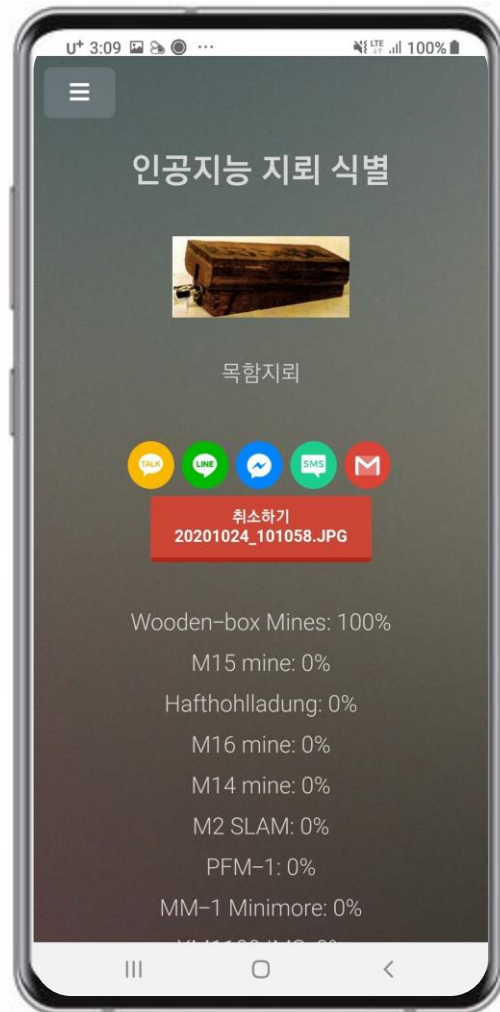 U+ 3:09 ... LTE 100%
인공지능 지뢰 식별
목함지뢰
TALK LINE SMS M
취소하기
20201024_101058.JPG
Wooden-box Mines: 100%
M15 mine: 0%
Hafthohlladung: 0%
M16 mine: 0%
M14 mine: 0%
M2 SLAM: 0%
PFM-1: 0%
MM-1 Minimore: 0%